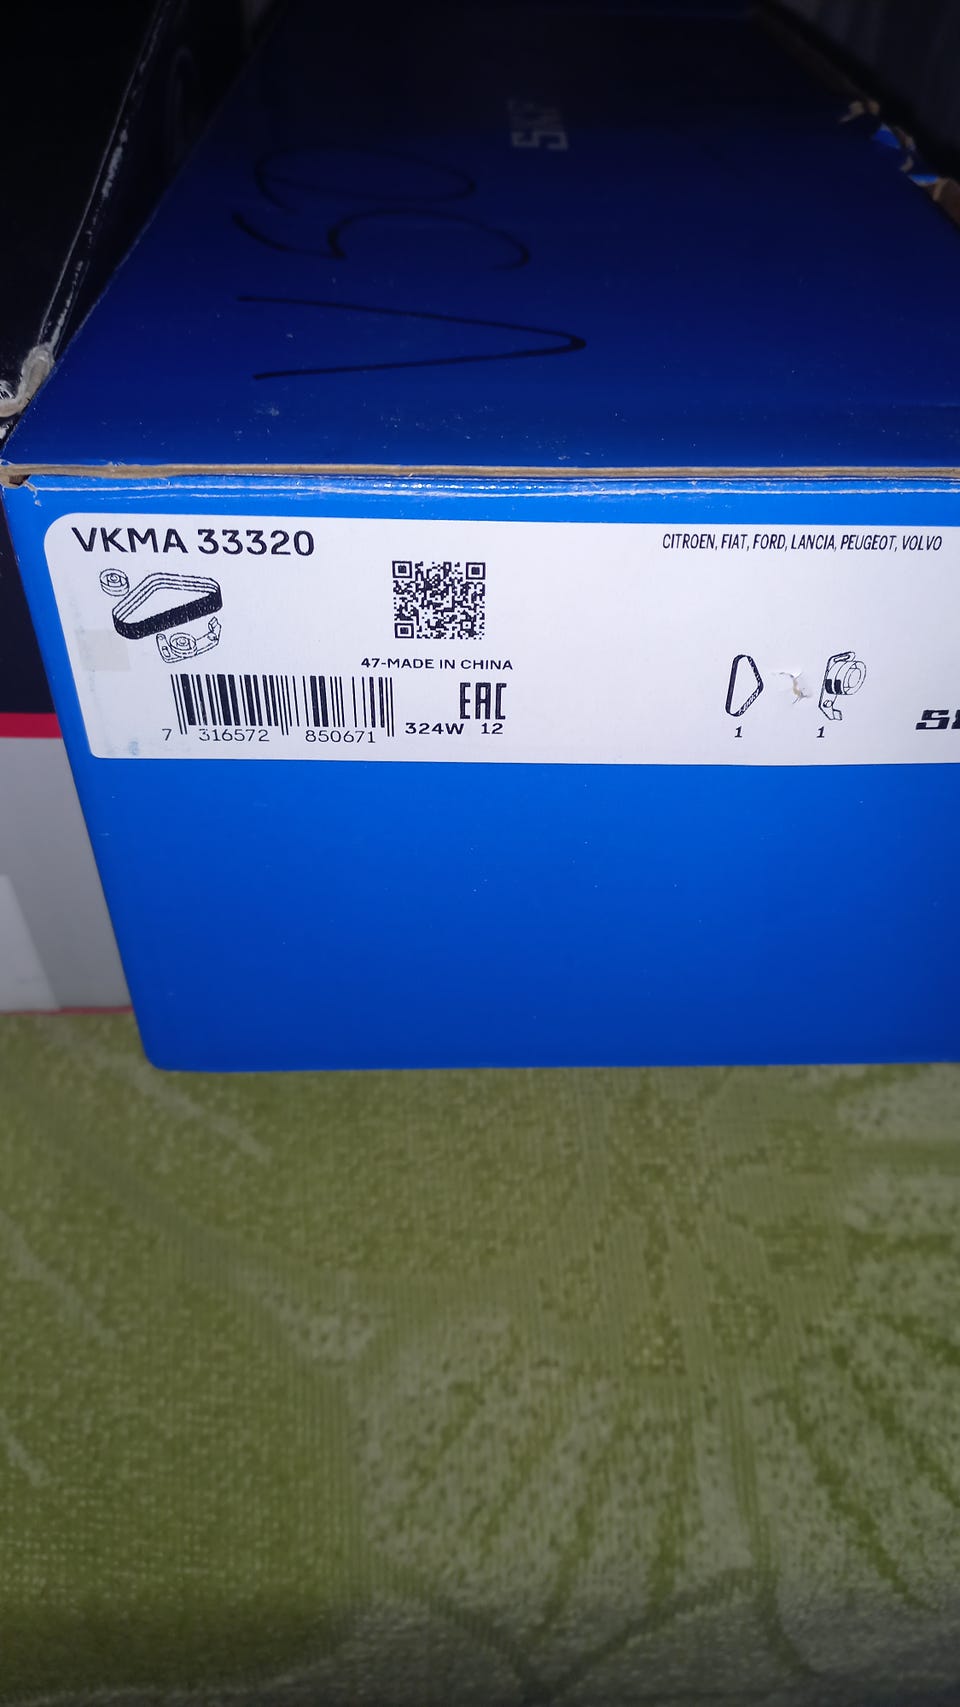 SKF
V50
VKMA 33320
CITROEN, FIAT, FORD, LANCIA, PEUGEOT, VOLVO
47-MADE IN CHINA
EAC
7 316572 850671
324W 12
1
1